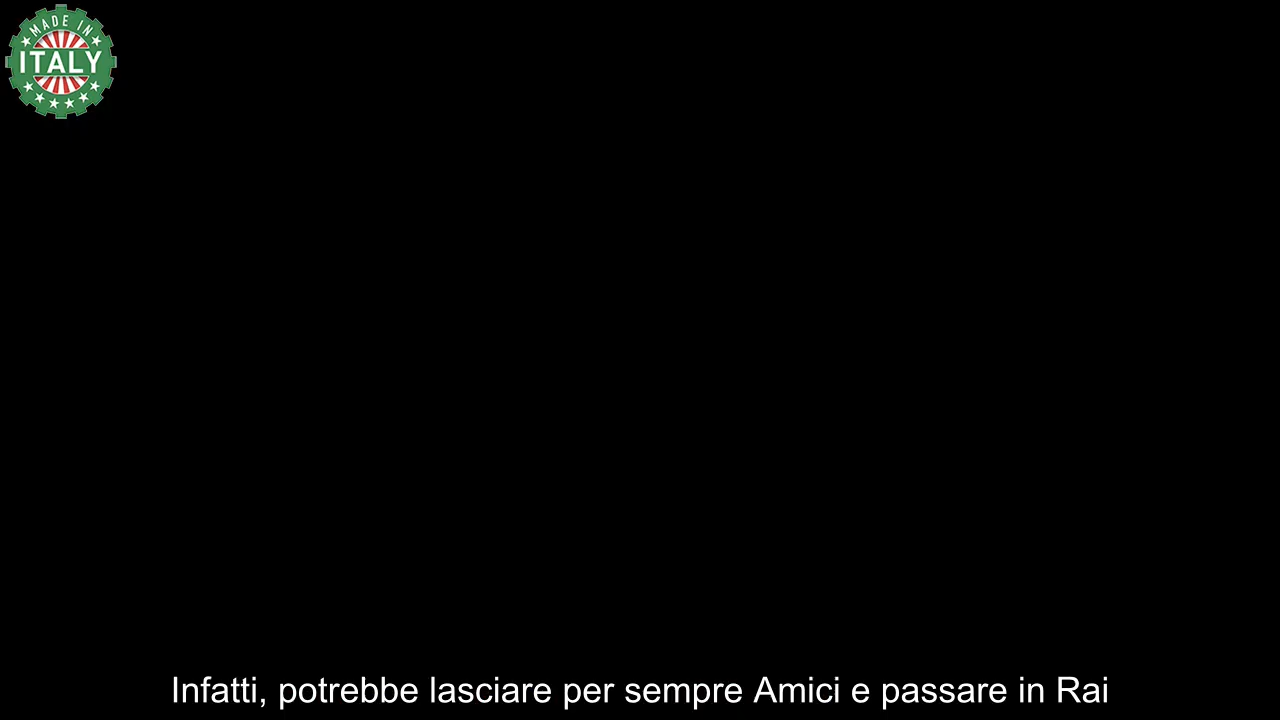 MADE IN
ITALY
Infatti, potrebbe lasciare per sempre Amici e passare in Rai